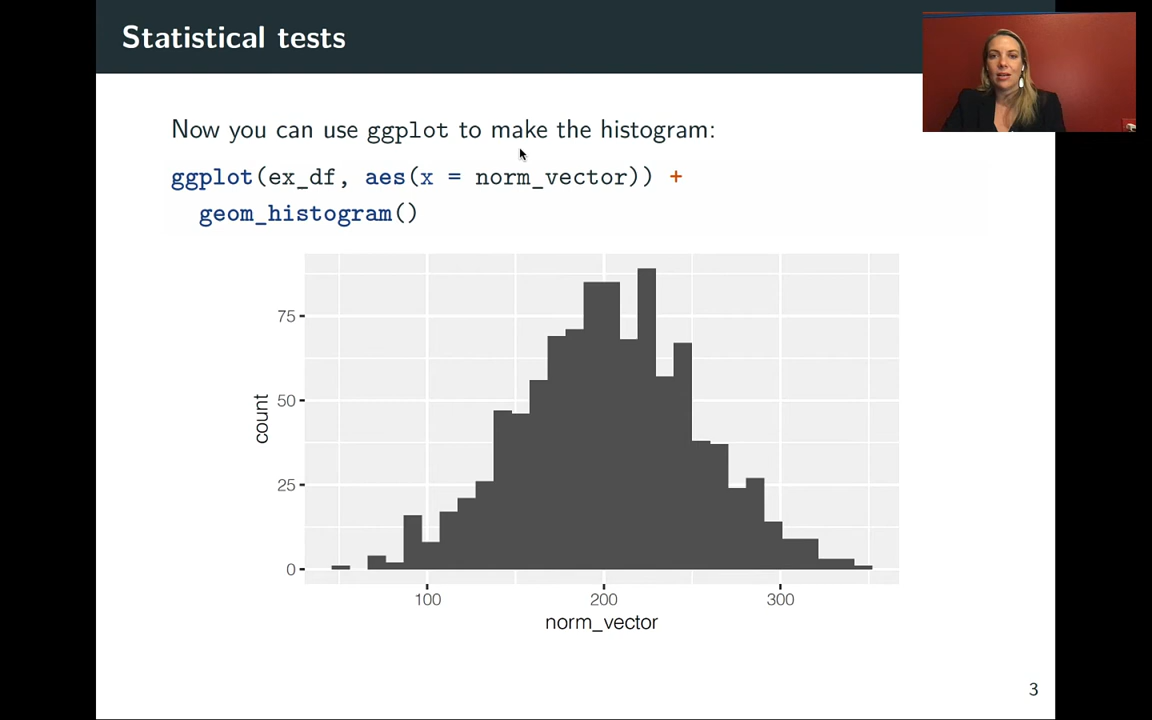 Statistical tests
Now you can use ggplot to make the histogram:
ggplot(ex_df, aes(x = norm_vector)) +
geom_histogram()
75
50
25
0
count
100 200 300
norm_vector
3